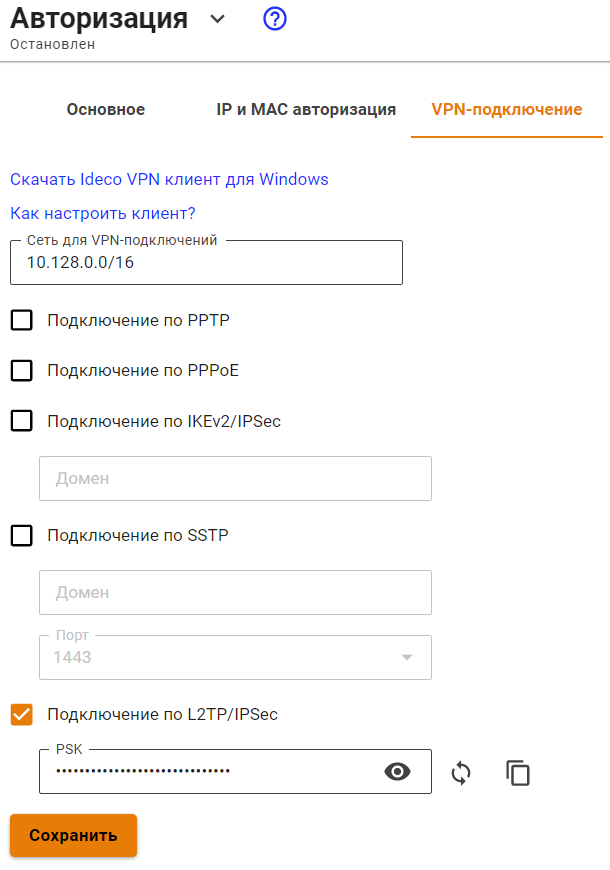 Авторизация
Остановлен
Основное IP и MAC авторизация VPN-подключение
Скачать Ideco VPN клиент для Windows
Как настроить клиент?
Сеть для VPN-подключений
10.128.0.0/16
Подключение по PPTP
Подключение по PPPoE
Подключение по IKEv2/IPSec
Домен
Подключение по SSTP
Домен
Порт
1443
Подключение по L2TP/IPSec
PSK
••••••••••••••••••••••••••••••
Сохранить